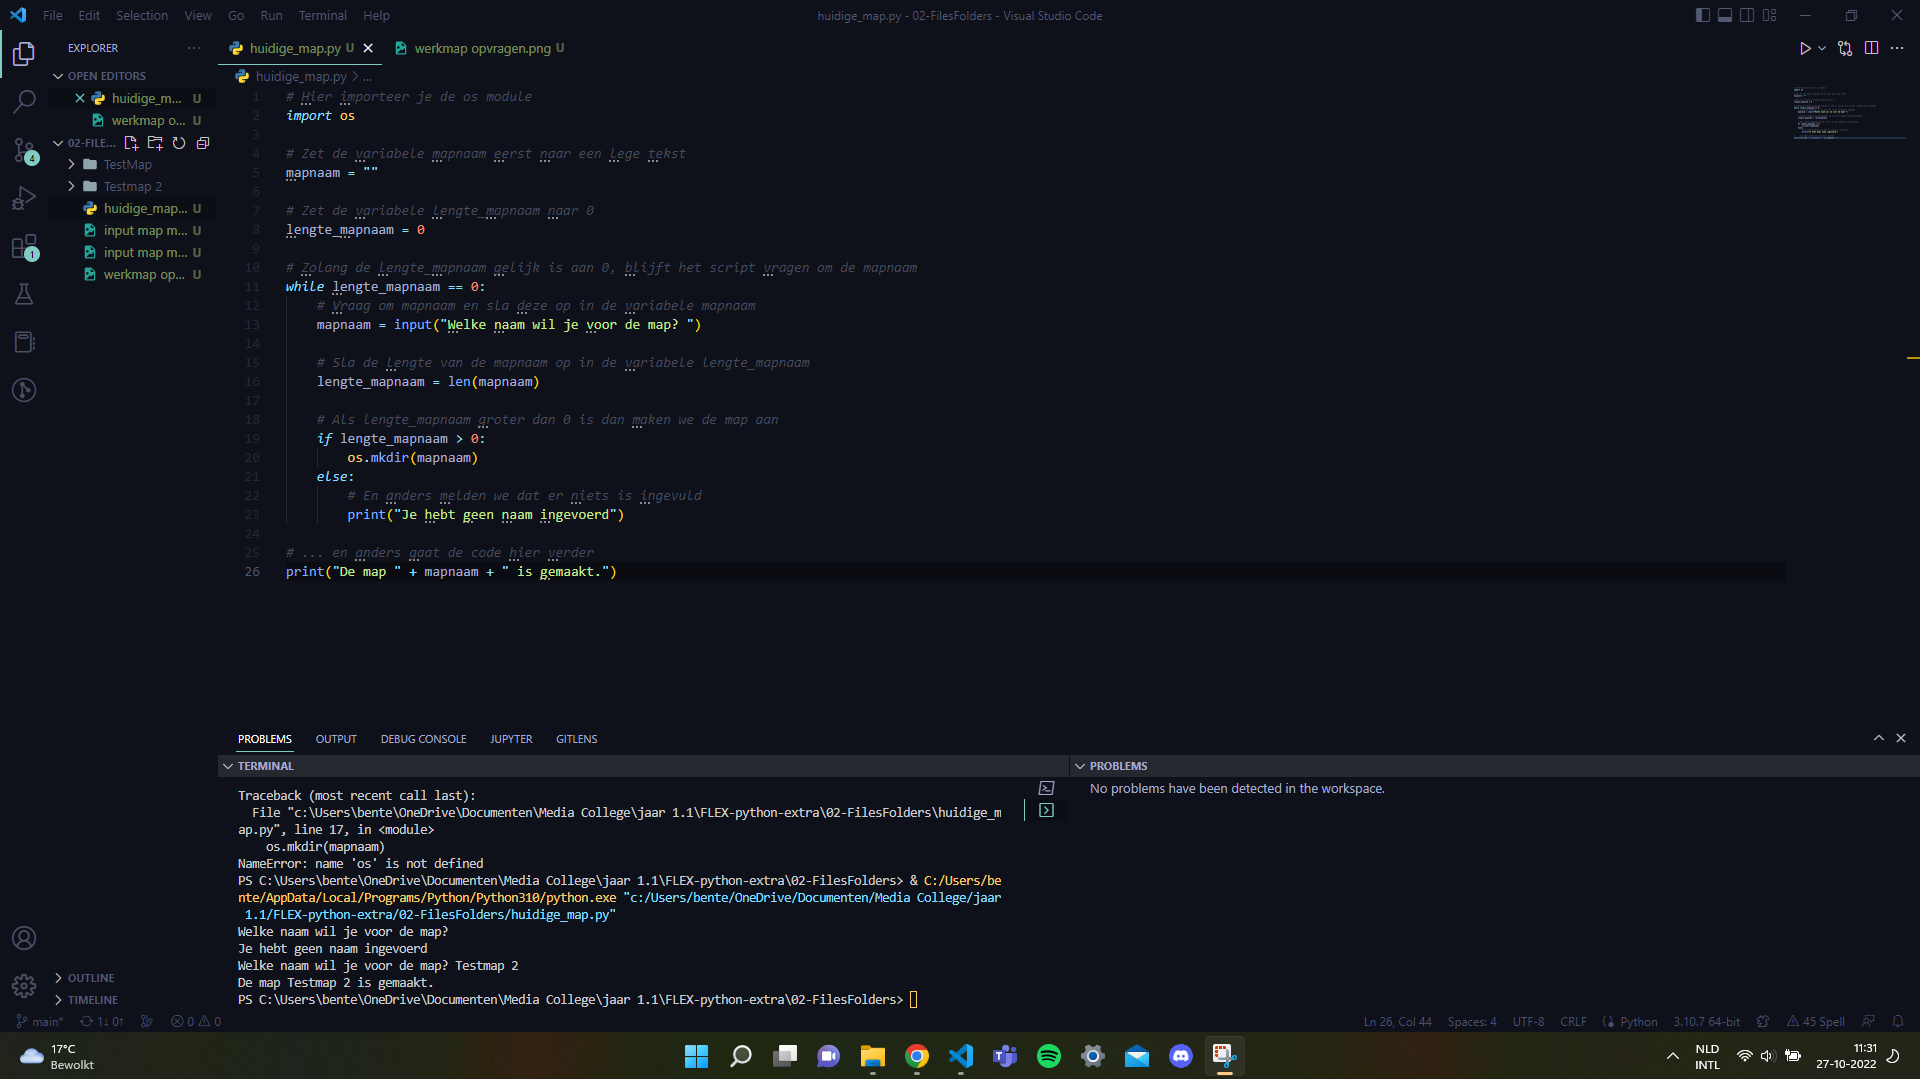 File Edit Selection View Go Run Terminal Help
huidige_map.py - 02-FilesFolders - Visual Studio Code
EXPLORER
OPEN EDITORS
huidige_m... U
werkmap o... U
02-FILE...
TestMap
Testmap 2
huidige_map... U
input map m... U
input map m... U
werkmap op... U
4
1
OUTLINE
TIMELINE
huidige_map.py U
werkmap opvragen.png U
huidige_map.py > ...
1 # Hier importeer je de os module
2 import os
3
4 # Zet de variabele mapnaam eerst naar een lege tekst
5 mapnaam = ""
6
7 # Zet de variabele lengte_mapnaam naar 0
8 lengte_mapnaam = 0
9
10 # Zolang de lengte_mapnaam gelijk is aan 0, blijft het script vragen om de mapnaam
11 while lengte_mapnaam == 0:
12 # Vraag om mapnaam en sla deze op in de variabele mapnaam
13 mapnaam = input("Welke naam wil je voor de map? ")
14
15 # Sla de lengte van de mapnaam op in de variabele lengte_mapnaam
16 lengte_mapnaam = len(mapnaam)
17
18 # Als lengte_mapnaam groter dan 0 is dan maken we de map aan
19 if lengte_mapnaam > 0:
20 os.mkdir(mapnaam)
21 else:
22 # En anders melden we dat er niets is ingevuld
23 print("Je hebt geen naam ingevoerd")
24
25 # ... en anders gaat de code hier verder
26 print("De map " + mapnaam + " is gemaakt.")
PROBLEMS OUTPUT DEBUG CONSOLE JUPYTER GITLENS
TERMINAL
Traceback (most recent call last):
File "c:\Users\bente\OneDrive\Documenten\Media College\jaar 1.1\FLEX-python-extra\02-FilesFolders\huidige_m
ap.py", line 17, in <module>
os.mkdir(mapnaam)
NameError: name 'os' is not defined
PS C:\Users\bente\OneDrive\Documenten\Media College\jaar 1.1\FLEX-python-extra\02-FilesFolders> & C:/Users/be
nte/AppData/Local/Programs/Python/Python310/python.exe "c:/Users/bente/OneDrive/Documenten/Media College/jaar
1.1/FLEX-python-extra/02-FilesFolders/huidige_map.py"
Welke naam wil je voor de map?
Je hebt geen naam ingevoerd
Welke naam wil je voor de map? Testmap 2
De map Testmap 2 is gemaakt.
PS C:\Users\bente\OneDrive\Documenten\Media College\jaar 1.1\FLEX-python-extra\02-FilesFolders>
PROBLEMS
No problems have been detected in the workspace.
main* 1↓ 0↑ 0 0
Ln 26, Col 44 Spaces: 4 UTF-8 CRLF Python 3.10.7 64-bit 45 Spell
17°C
Bewolkt
NLD
INTL
11:31
27-10-2022